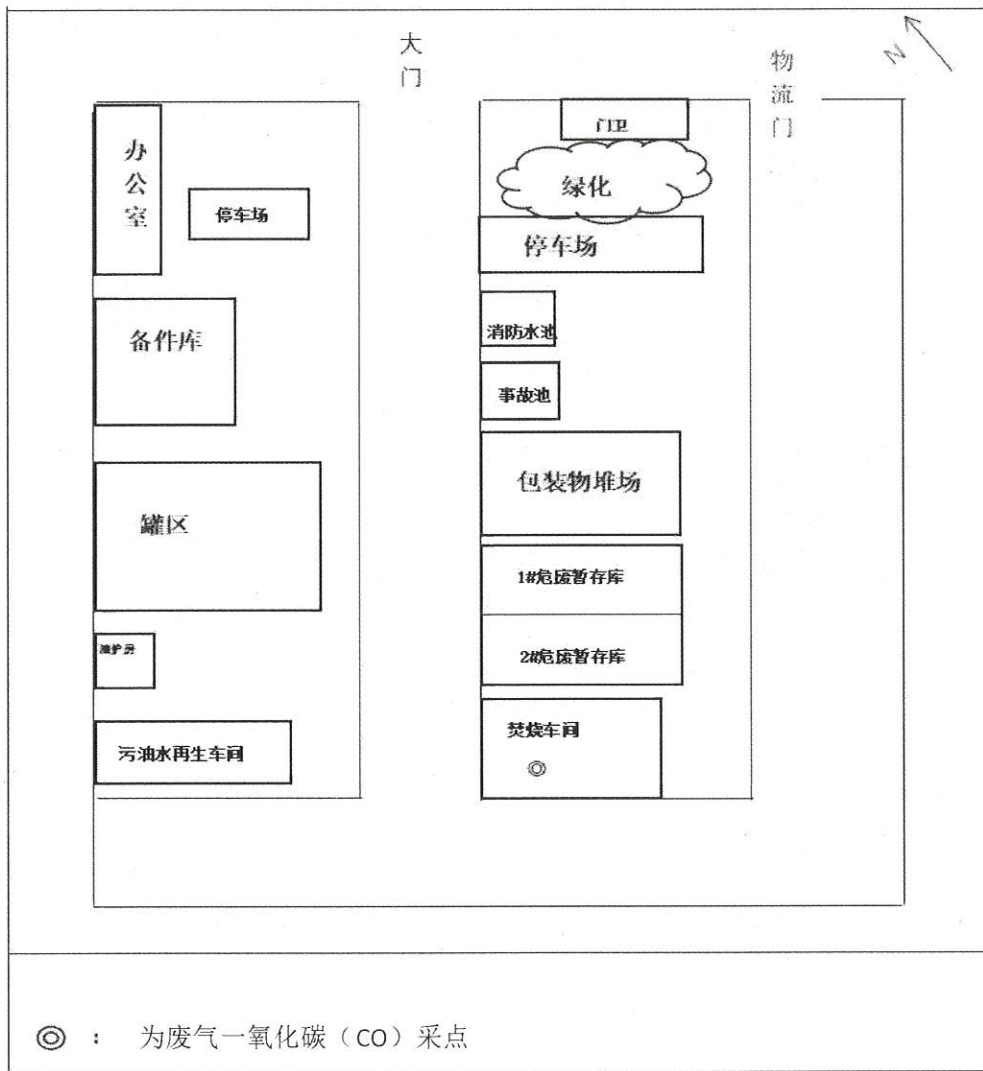 大门
物流门
N
办公室
停车场
门卫
绿化
停车场
备件库
消防水池
事故池
罐区
包装物堆场
1#危废暂存库
2#危废暂存库
污油水再生车间
焚烧车间
◎ : 为废气一氧化碳（CO）采点